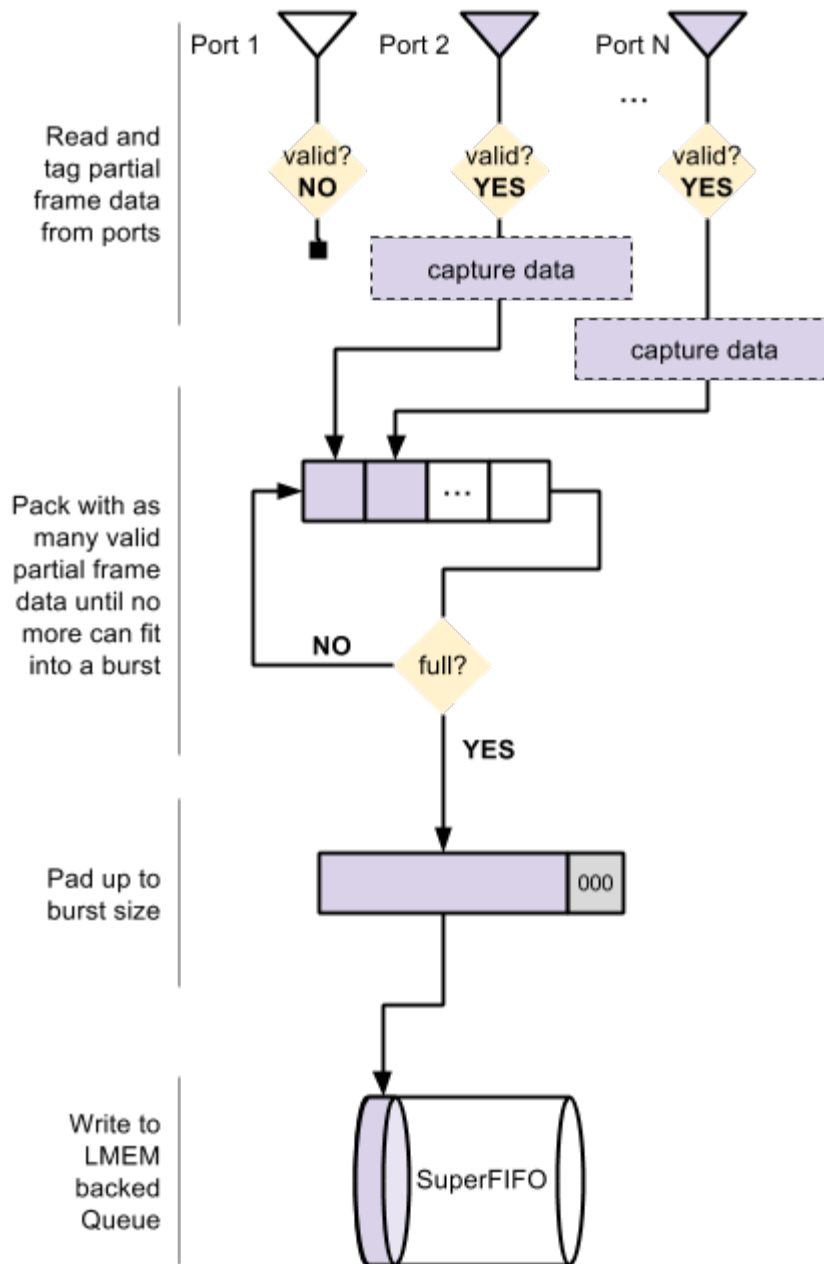 Port 1
Port 2
Port N
...
Read and
tag partial
frame data
from ports
valid?
NO
valid?
YES
valid?
YES
capture data
capture data
Pack with as
many valid
partial frame
data until no
more can fit
into a burst
...
NO
full?
YES
Pad up to
burst size
000
Write to
LMEM
backed
Queue
SuperFIFO